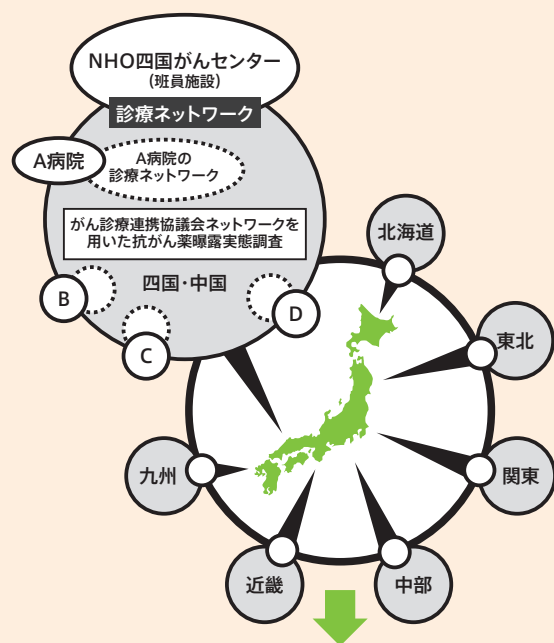 NHO四国がんセンター
(班員施設)
診療ネットワーク
A病院
A病院の
診療ネットワーク
がん診療連携協議会ネットワークを
用いた抗がん薬曝露実態調査
四国・中国
B
C
D
北海道
東北
関東
中部
近畿
九州